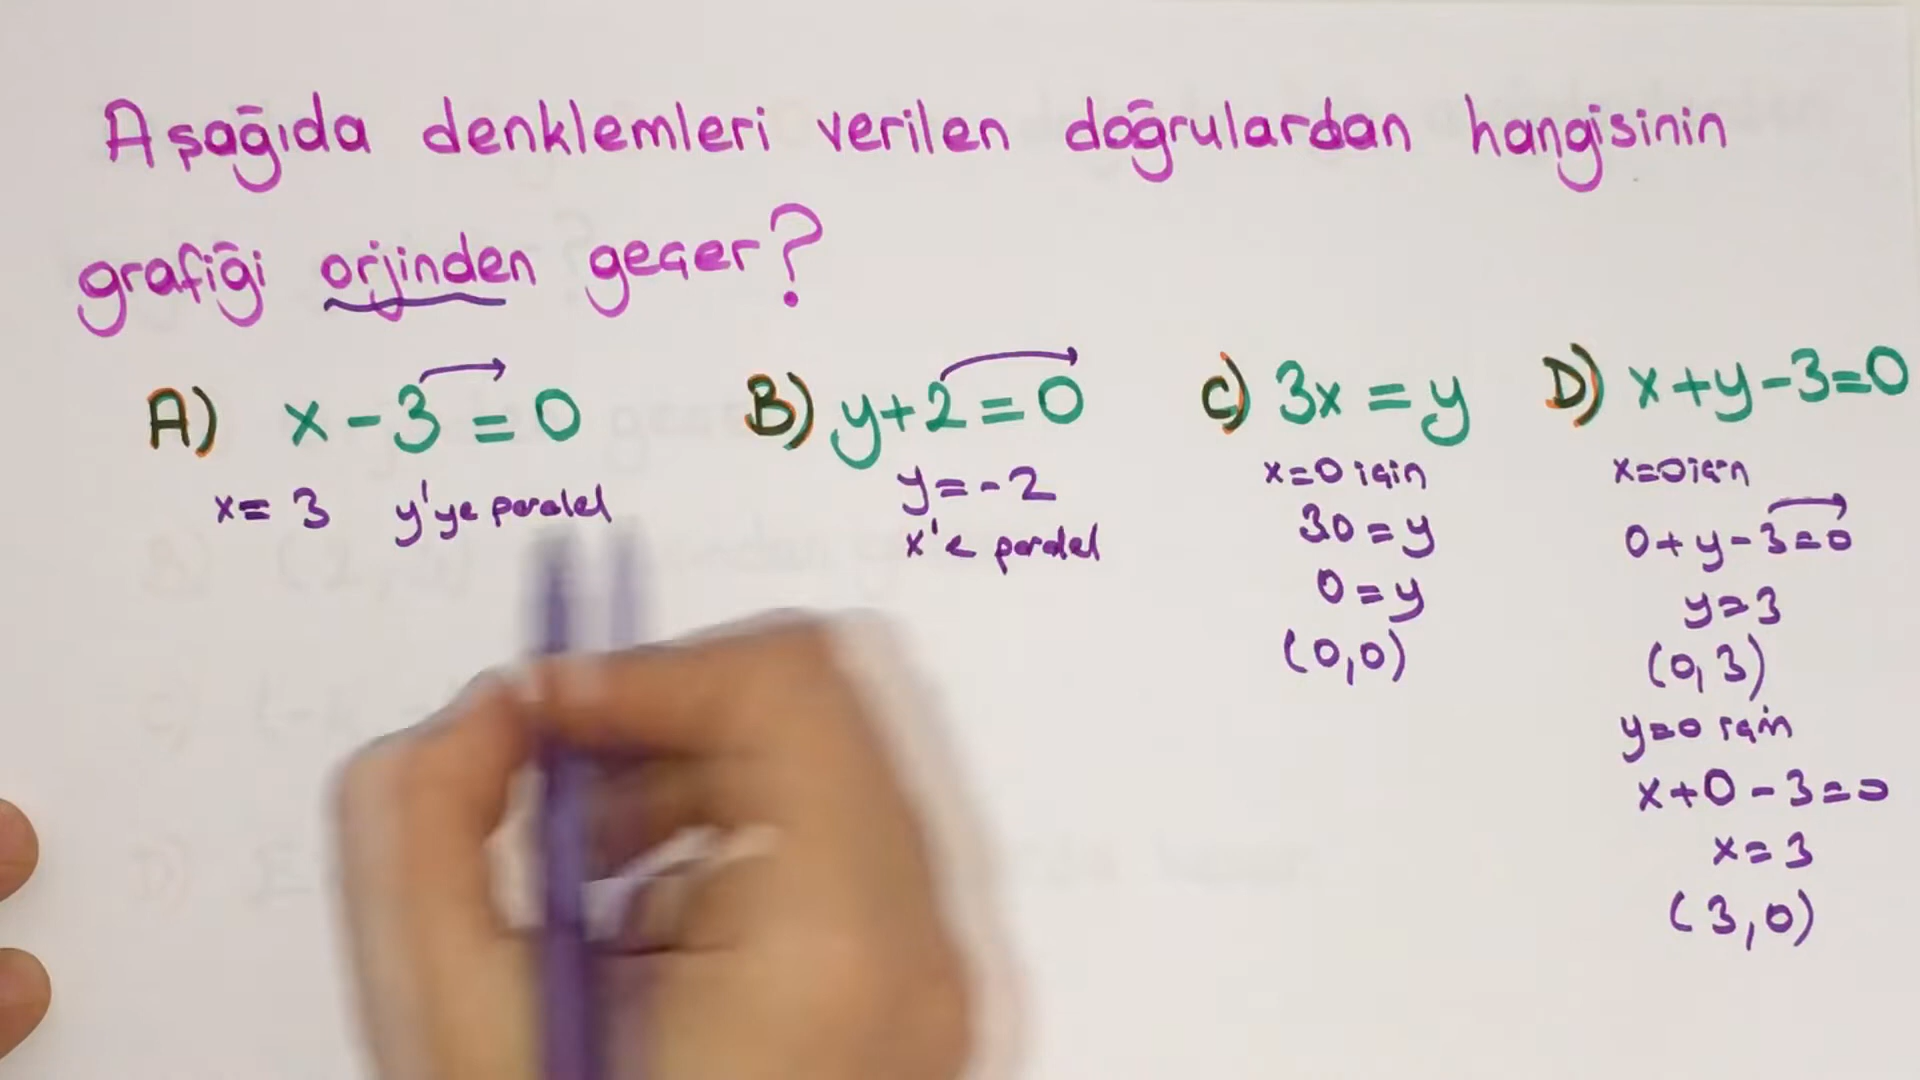 Aşağıda denklemleri verilen doğrulardan hangisinin
grafiği orjinden geçer?
A) x-3=0
x=3 y'ye paralel
B) y+2=0
y=-2
x'e paralel
C) 3x=y
x=0 için
3.0=y
0=y
(0,0)
D) x+y-3=0
x=0 için
0+y-3=0
y=3
(0,3)
y=0 için
x+0-3=0
x=3
(3,0)